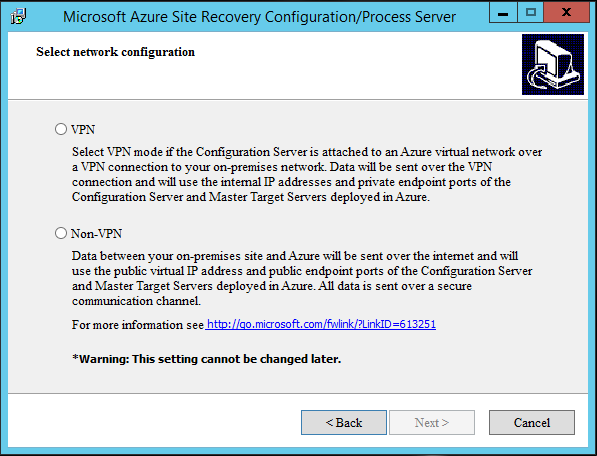 Microsoft Azure Site Recovery Configuration/Process Server
Select network configuration
VPN
Select VPN mode if the Configuration Server is attached to an Azure virtual network over
a VPN connection to your on-premises network. Data will be sent over the VPN
connection and will use the internal IP addresses and private endpoint ports of the
Configuration Server and Master Target Servers deployed in Azure.
Non-VPN
Data between your on-premises site and Azure will be sent over the internet and will
use the public virtual IP address and public endpoint ports of the Configuration Server
and Master Target Servers deployed in Azure. All data is sent over a secure
communication channel.
For more information see http://go.microsoft.com/fwlink/?LinkID=613251
*Warning: This setting cannot be changed later.
< Back Next > Cancel